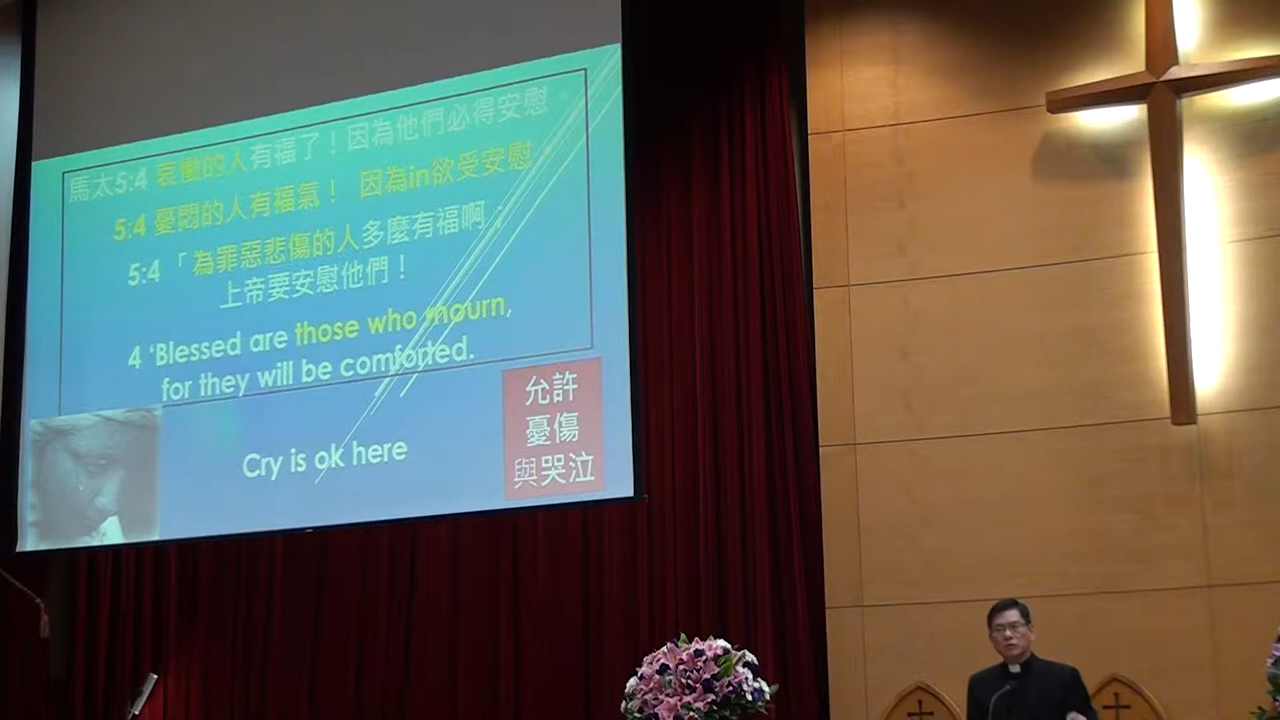 馬太5:4 哀慟的人有福了！因為他們必得安慰
5:4 憂悶的人有福氣！ 因為in欲受安慰
5:4 「為罪惡悲傷的人多麼有福啊；
上帝要安慰他們！
4 ‘Blessed are those who mourn,
for they will be comforted.
Cry is ok here
允許
憂傷
與哭泣